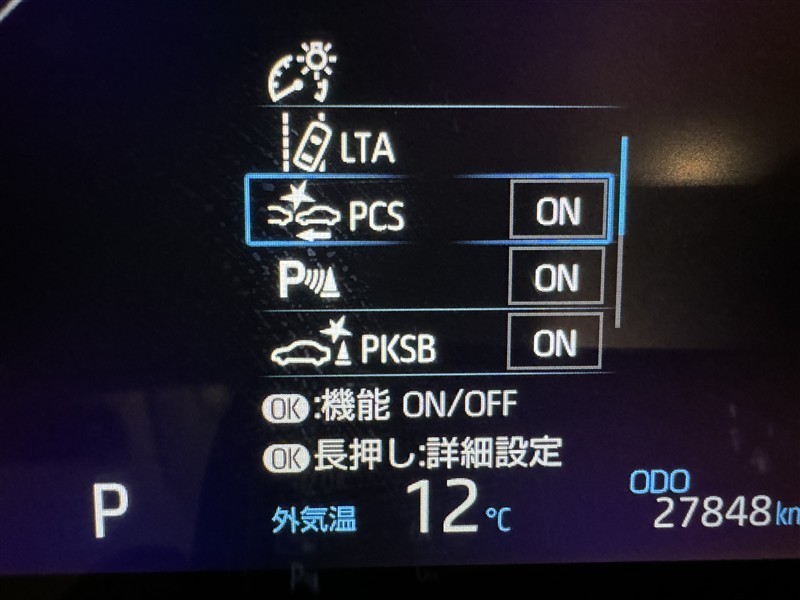 LTA
PCS ON
P ON
PKSB ON
OK:機能 ON/OFF
OK長押し:詳細設定
P 外気温 12℃ ODO
27848km